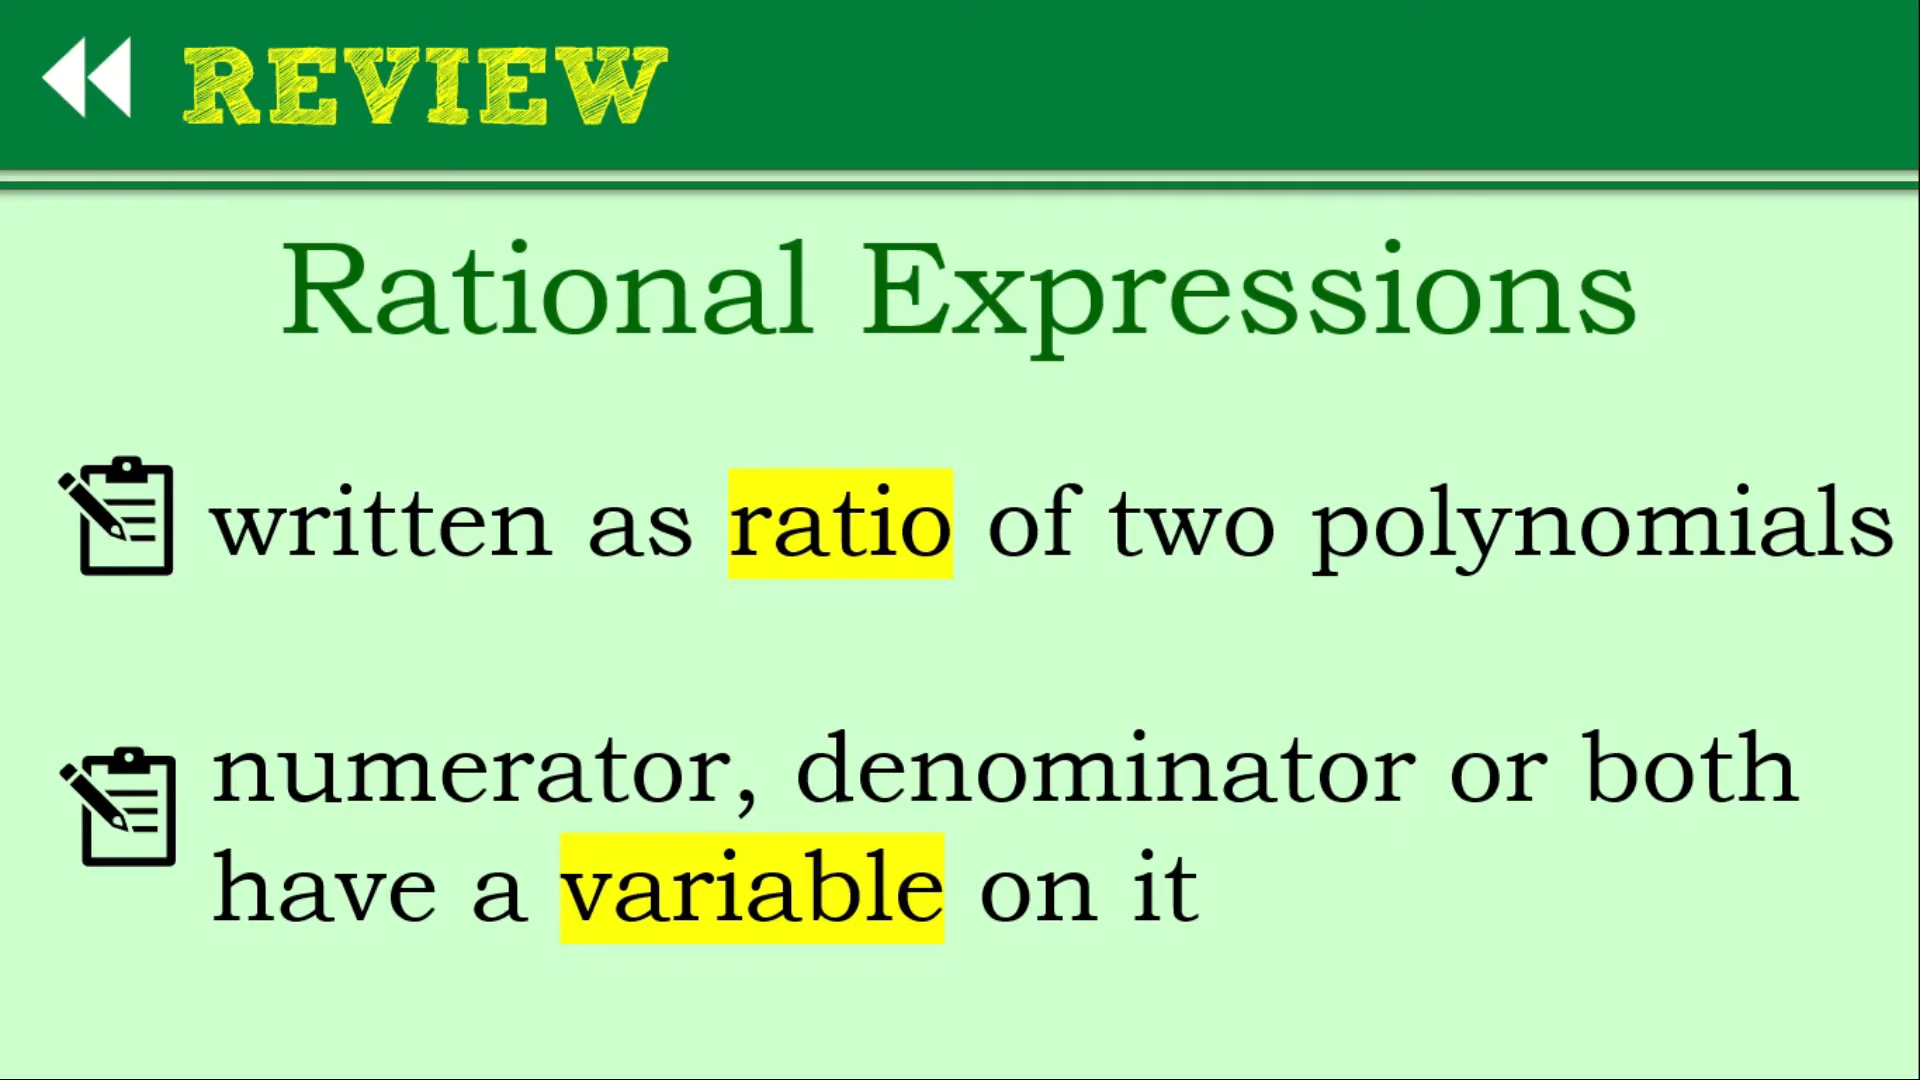 REVIEW
Rational Expressions
written as ratio of two polynomials
numerator, denominator or both
have a variable on it